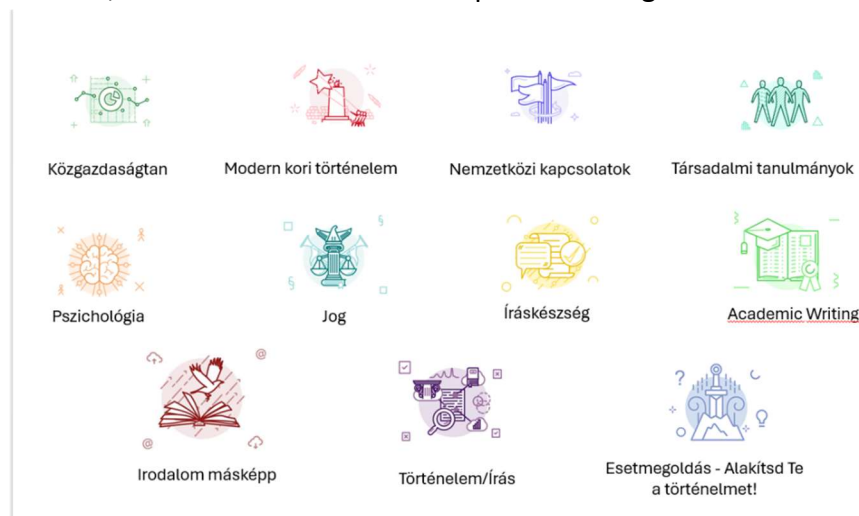 Közgazdaságtan
Modern kori történelem
Nemzetközi kapcsolatok
Társadalmi tanulmányok
Pszichológia
Jog
Íráskészség
Academic Writing
Irodalom másképp
Történelem/Írás
Esetmegoldás - Alakítsd Te
a történelmet!